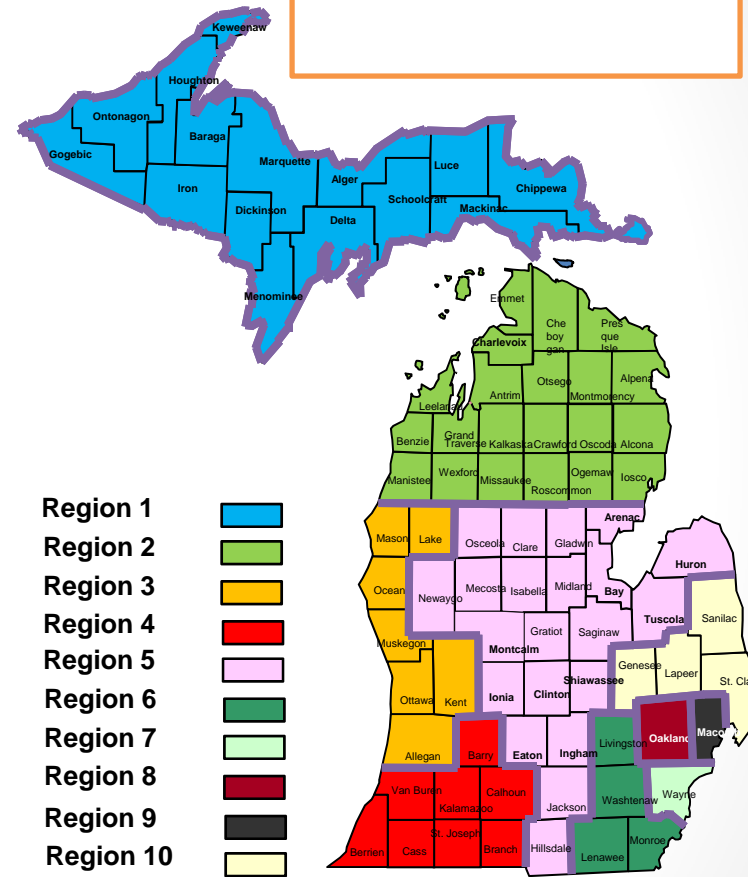 Keweenaw
Houghton
Ontonagon
Baraga
Gogebic
Marquette
Luce
Alger
Iron
Chippewa
Schoolcraft
Dickinson
Mackinac
Delta
Menominee
Emmet
Che
boy
gan
Pres
que
Isle
Charlevoix
Otsego
Alpena
Antrim
Montmorency
Leelanau
Benzie
Grand
Traverse
Kalkaska
Crawford
Oscoda
Alcona
Manistee
Wexford
Missaukee
Ogemaw
Iosco
Roscommon
Region 1
Region 2
Region 3
Region 4
Region 5
Region 6
Region 7
Region 8
Region 9
Region 10
Mason
Lake
Osceola
Clare
Gladwin
Arenac
Huron
Ocean
Newaygo
Mecosta
Isabella
Midland
Bay
Tuscola
Sanilac
Muskegon
Montcalm
Gratiot
Saginaw
Genesee
Lapeer
St. Cla
Ottawa
Kent
Ionia
Clinton
Shiawassee
Allegan
Barry
Eaton
Ingham
Livingston
Oakland
Macomb
Van Buren
Kalamazoo
Calhoun
Jackson
Washtenaw
Wayne
Berrien
Cass
St. Joseph
Branch
Hillsdale
Lenawee
Monroe